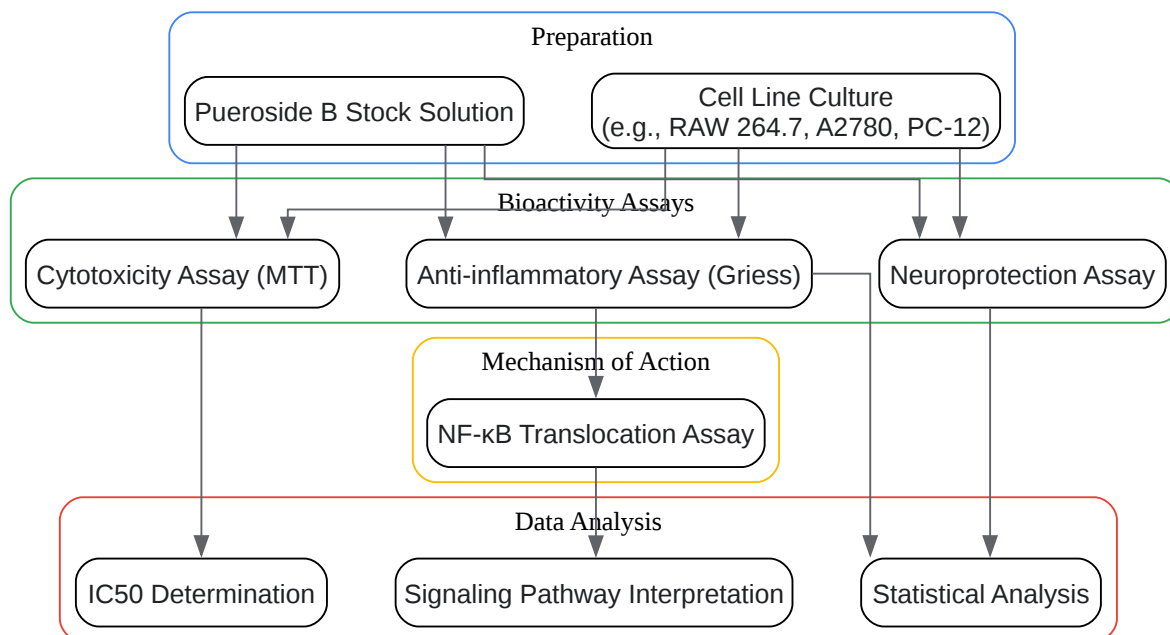 Preparation
Pueroside B Stock Solution
Cell Line Culture
(e.g., RAW 264.7, A2780, PC-12)
Bioactivity Assays
Cytotoxicity Assay (MTT)
Anti-inflammatory Assay (Griess)
Neuroprotection Assay
Mechanism of Action
NF-κB Translocation Assay
Data Analysis
IC50 Determination
Signaling Pathway Interpretation
Statistical Analysis